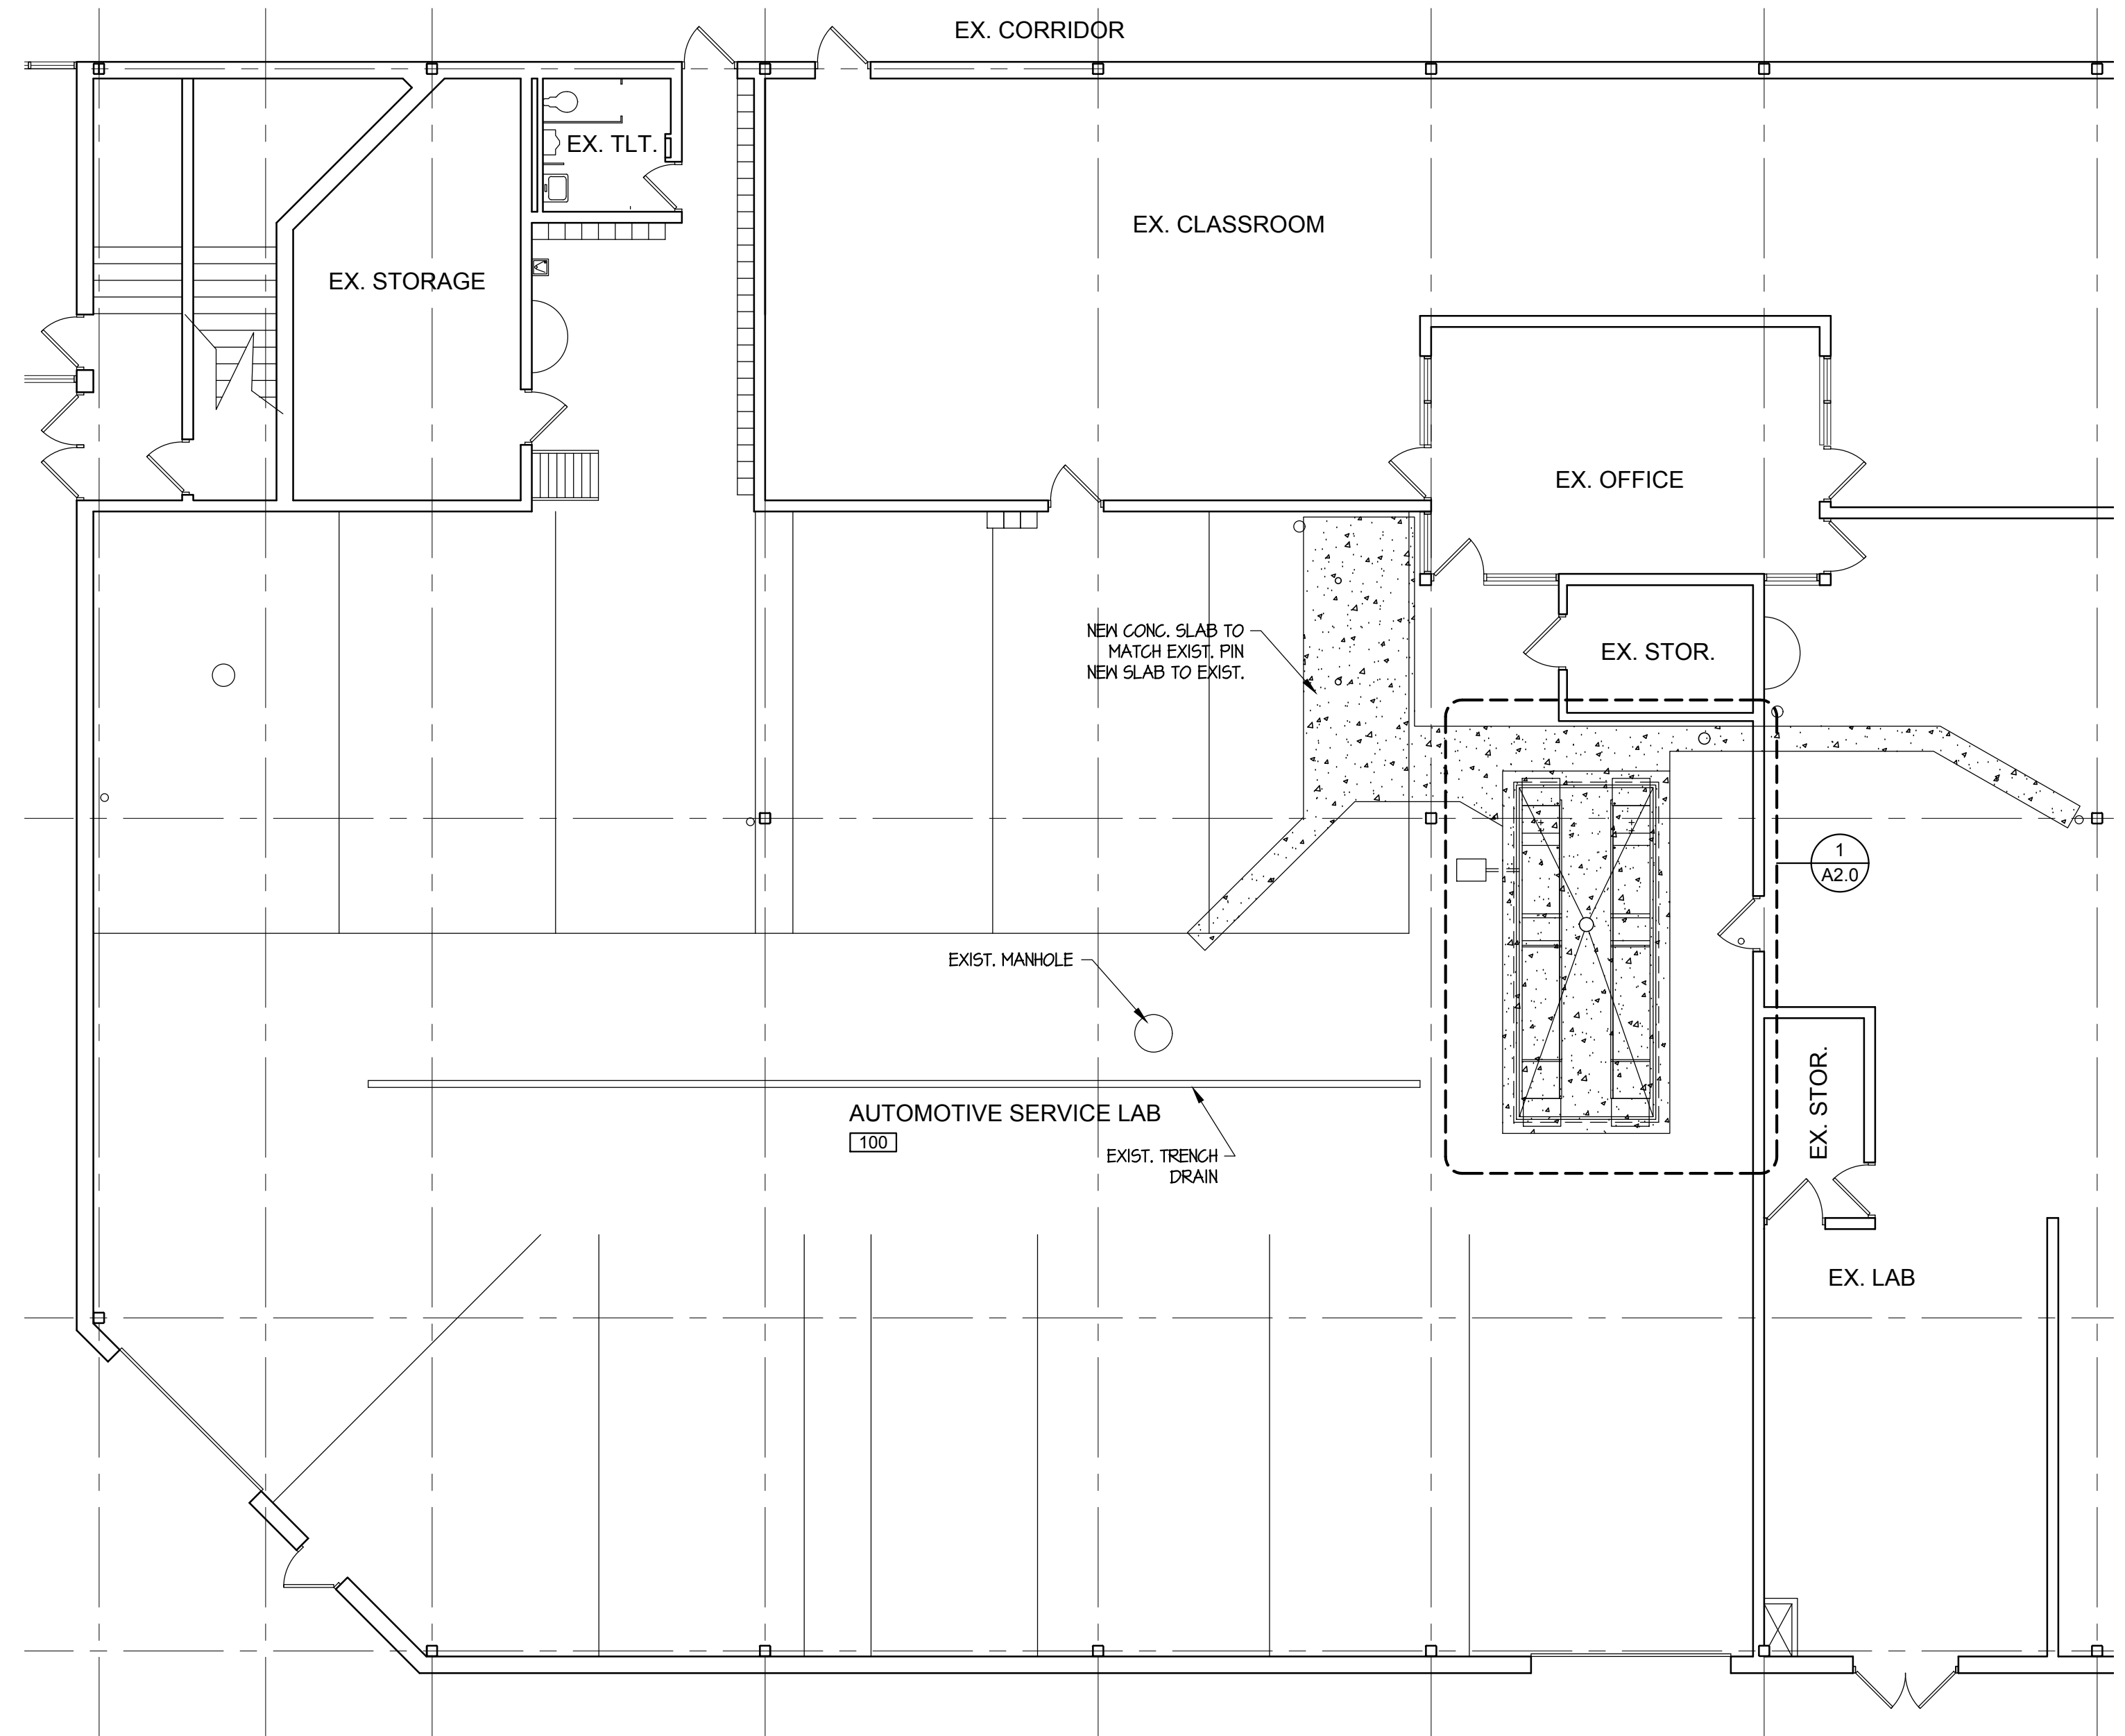 EX. CORRIDOR
EX. TLT.
EX. CLASSROOM
EX. STORAGE
EX. OFFICE
NEW CONC. SLAB TO
MATCH EXIST. PIN
NEW SLAB TO EXIST.
EX. STOR.
1
A2.0
EXIST. MANHOLE
EX. STOR.
AUTOMOTIVE SERVICE LAB
100
EXIST. TRENCH
DRAIN
EX. LAB